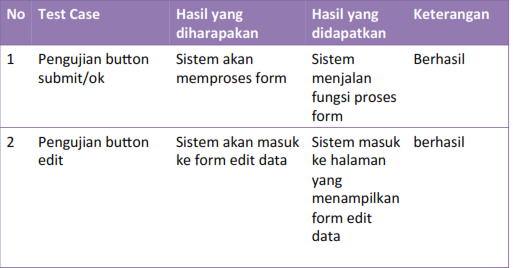 No Test Case Hasil yang diharapakan Hasil yang didapatkan Keterangan
1 Pengujian button submit/ok Sistem akan memproses form Sistem menjalan fungsi proses form Berhasil
2 Pengujian button edit Sistem akan masuk ke form edit data Sistem masuk ke halaman yang menampilkan form edit data berhasil